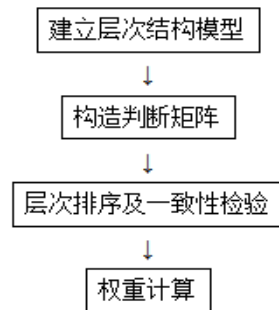 建立层次结构模型
↓
构造判断矩阵
↓
层次排序及一致性检验
↓
权重计算